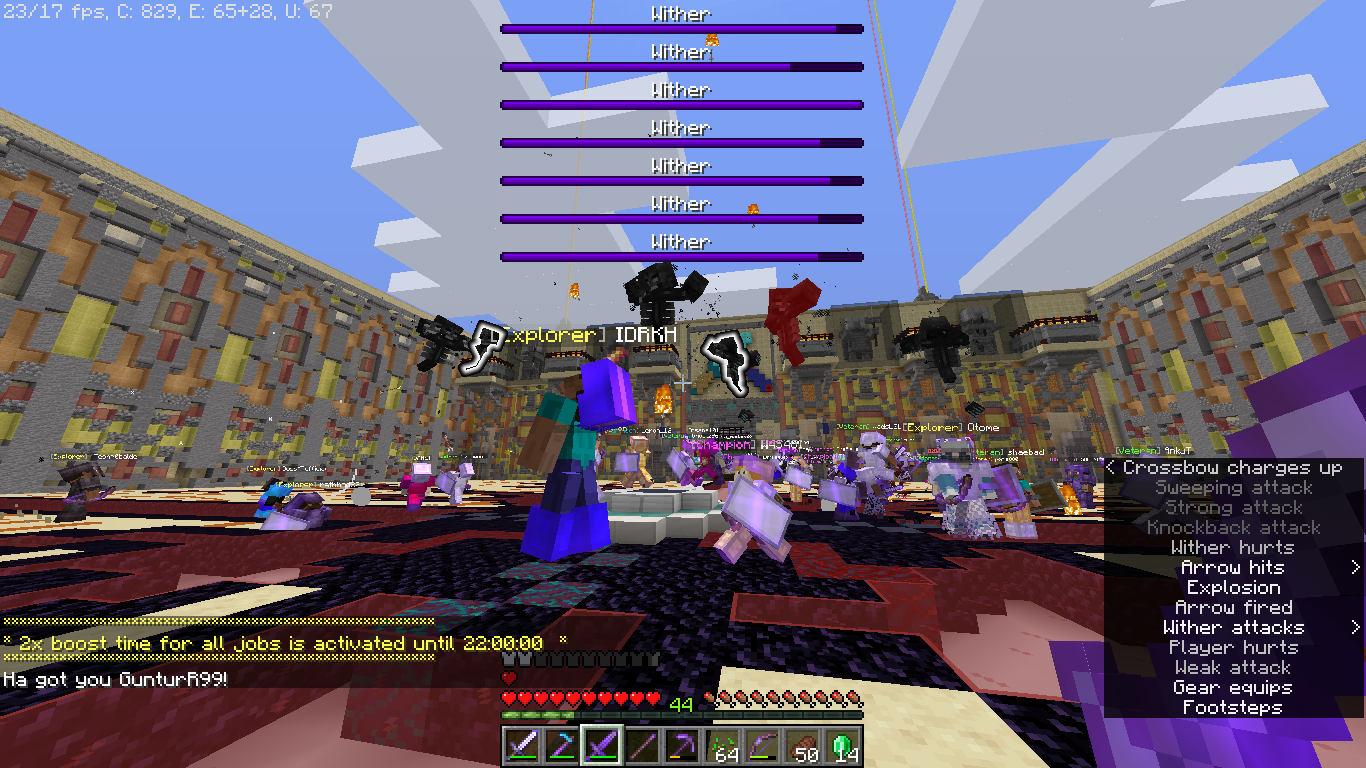 23/17 fps, C: 829, E: 65+28, U: 67
Wither
Wither
Wither
Wither
Wither
Wither
Wither
[Explorer] IDRKH
[Explorer] Otome
shaebad
< Crossbow charges up
Sweeping attack
Strong attack
Knockback attack
Wither hurts
Arrow hits >
Explosion
Arrow fired
Wither attacks >
Player hurts
Weak attack
Gear equips
Footsteps
* 2x boost time for all jobs is activated until 22:00:00 *
Ha got you GunturR99!
44
64
50
14